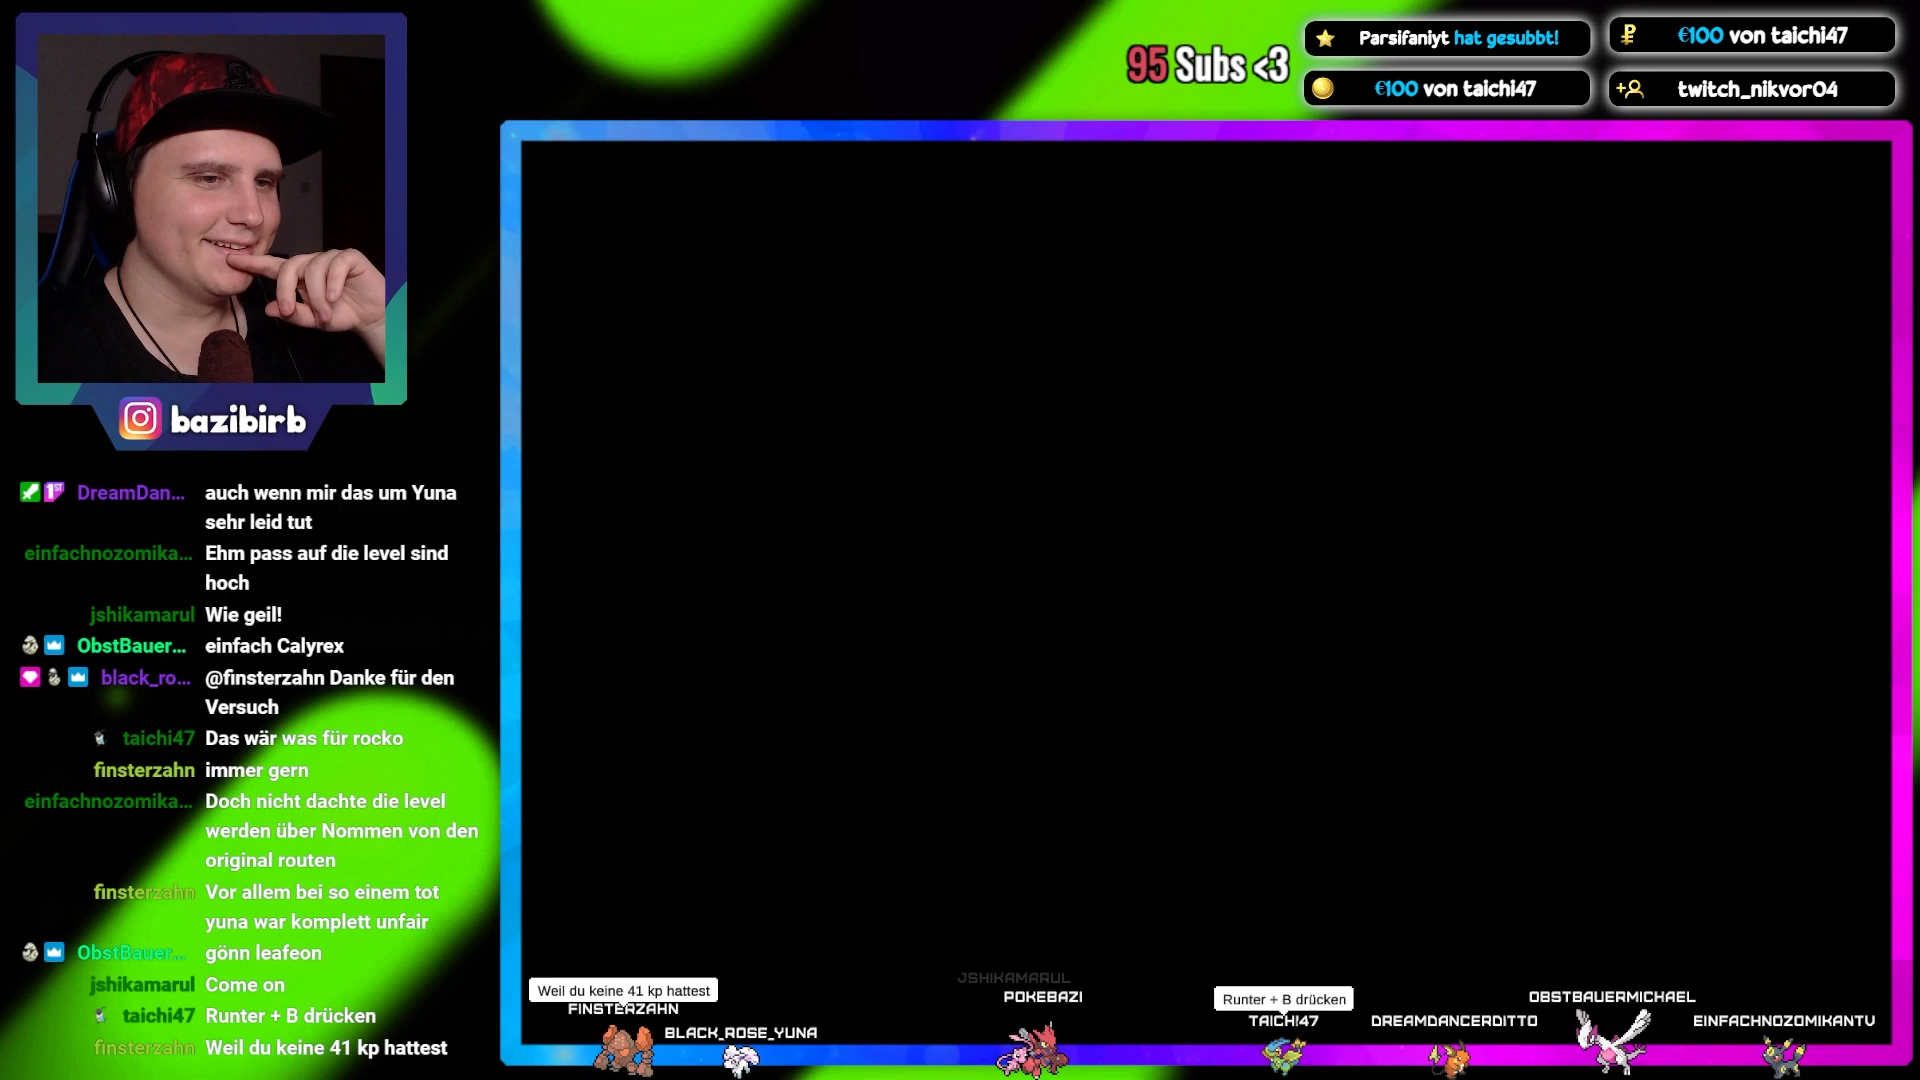 95 Subs <3
Parsifaniyt hat gesubbt!
€100 von taichi47
€100 von taichi47
twitch_nikvor04
bazibirb
1ST DreamDan... auch wenn mir das um Yuna
sehr leid tut
einfachnozomika... Ehm pass auf die level sind
hoch
jshikamarul Wie geil!
ObstBauer... einfach Calyrex
black_ro... @finsterzahn Danke für den
Versuch
taichi47 Das wär was für rocko
finsterzahn immer gern
einfachnozomika... Doch nicht dachte die level
werden über Nommen von den
original routen
finsterzahn Vor allem bei so einem tot
yuna war komplett unfair
ObstBauer... gönn leafeon
jshikamarul Come on
taichi47 Runter + B drücken
finsterzahn Weil du keine 41 kp hattest
Weil du keine 41 kp hattest
FINSTERZAHN
BLACK_ROSE_YUNA
JSHIKAMARUL
POKEBAZI
Runter + B drücken
TAICHI47
DREAMDANCERDITTO
OBSTBAUERMICHAEL
EINFACHNOZOMIKANTV